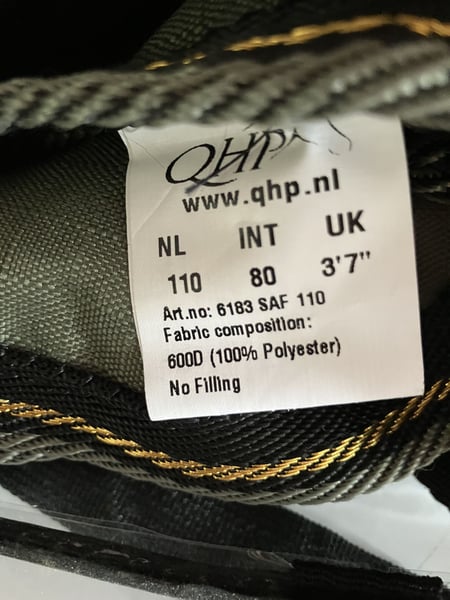 QHP
www.qhp.nl
NL INT UK
110 80 3'7"
Art.no: 6183 SAF 110
Fabric composition:
600D (100% Polyester)
No Filling